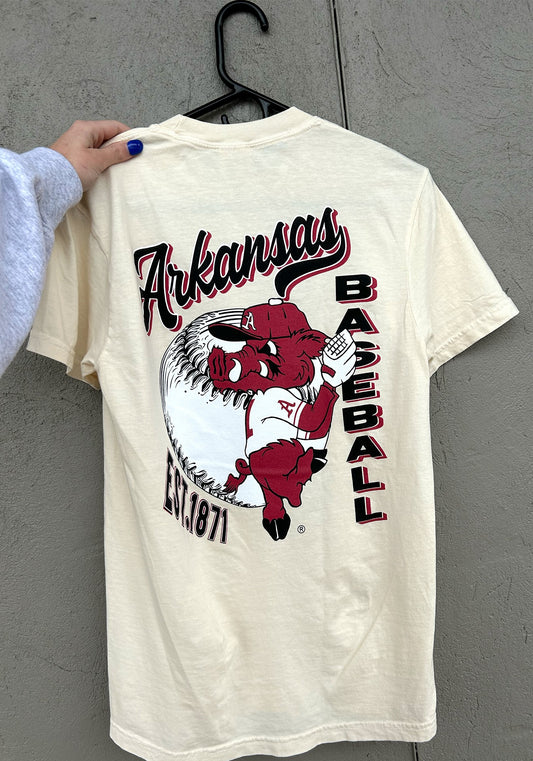 Arkansas
BASEBALL
A
A
EST.1871
®